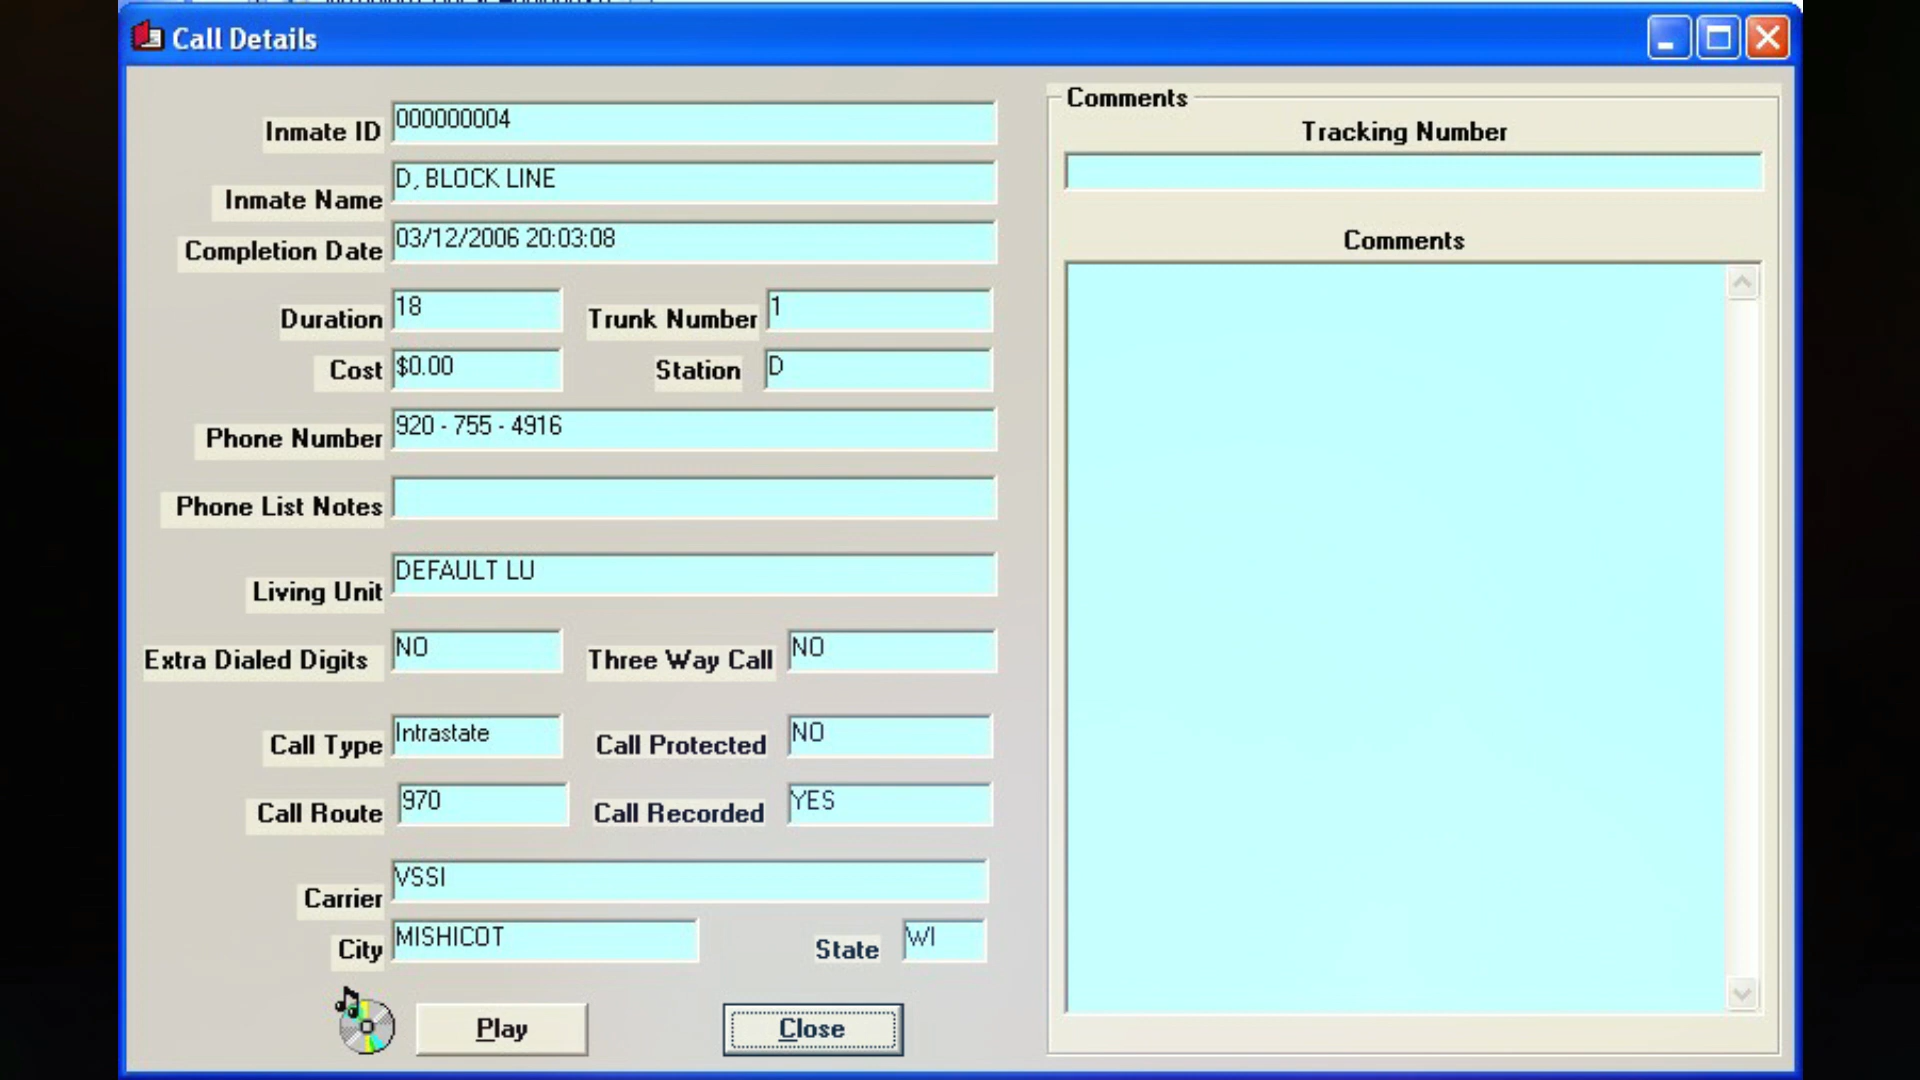 Call Details
Inmate ID 000000004
Inmate Name D, BLOCK LINE
Completion Date 03/12/2006 20:03:08
Duration 18 Trunk Number 1
Cost $0.00 Station D
Phone Number 920 - 755 - 4916
Phone List Notes
Living Unit DEFAULT LU
Extra Dialed Digits NO Three Way Call NO
Call Type Intrastate Call Protected NO
Call Route 970 Call Recorded YES
Carrier VSSI
City MISHICOT State WI
Play Close
Comments
Tracking Number
Comments